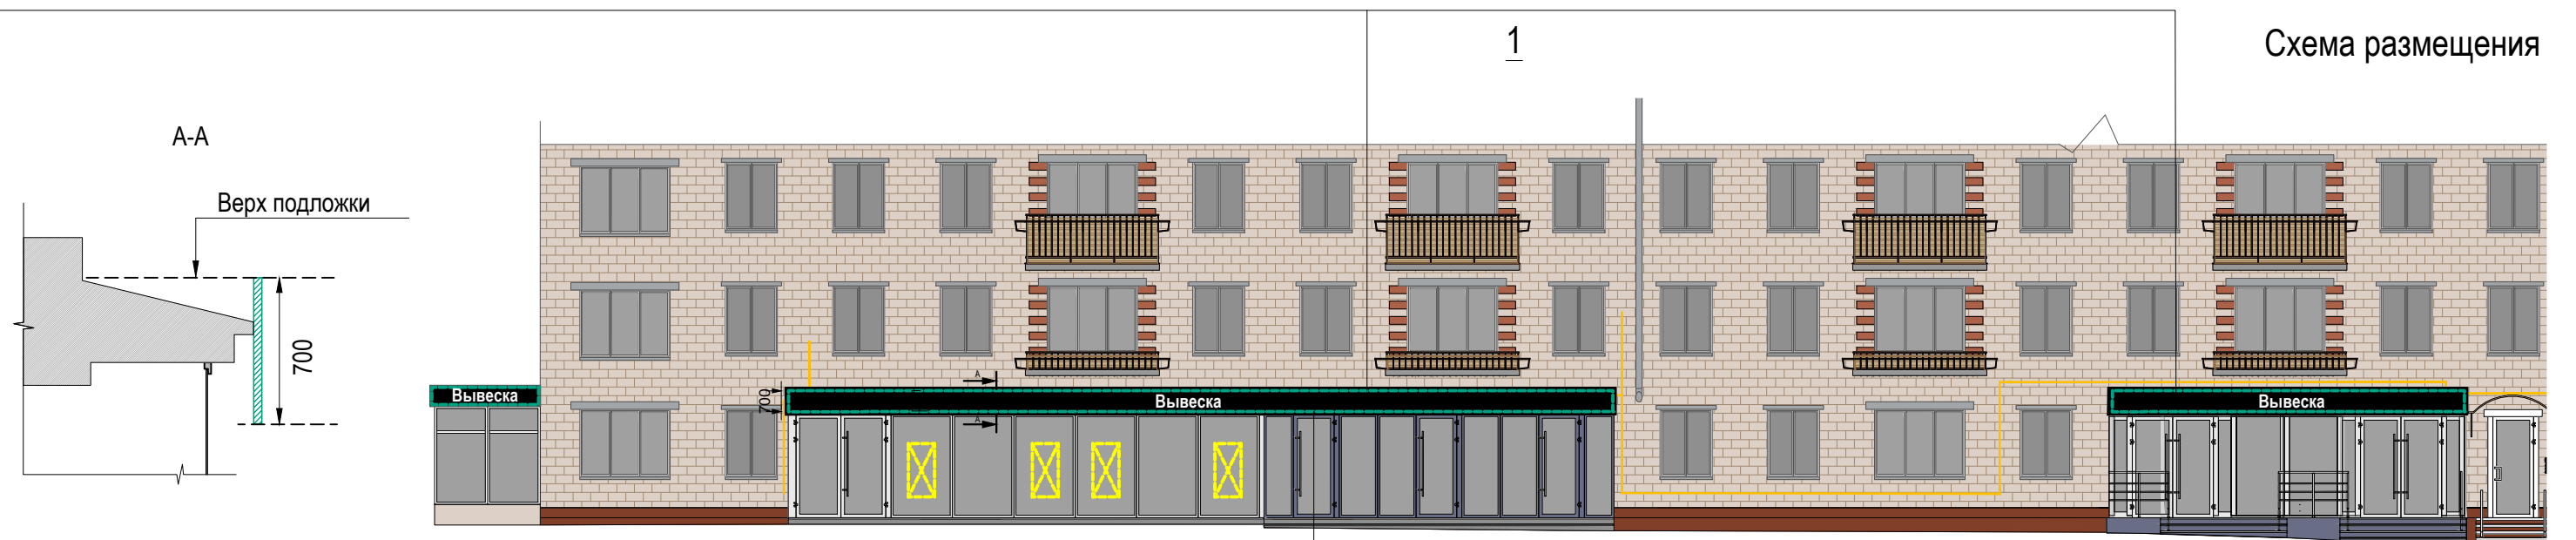 1
Схема размещения
А-А
Верх подложки
700
А
700
Вывеска
Вывеска
Вывеска
А